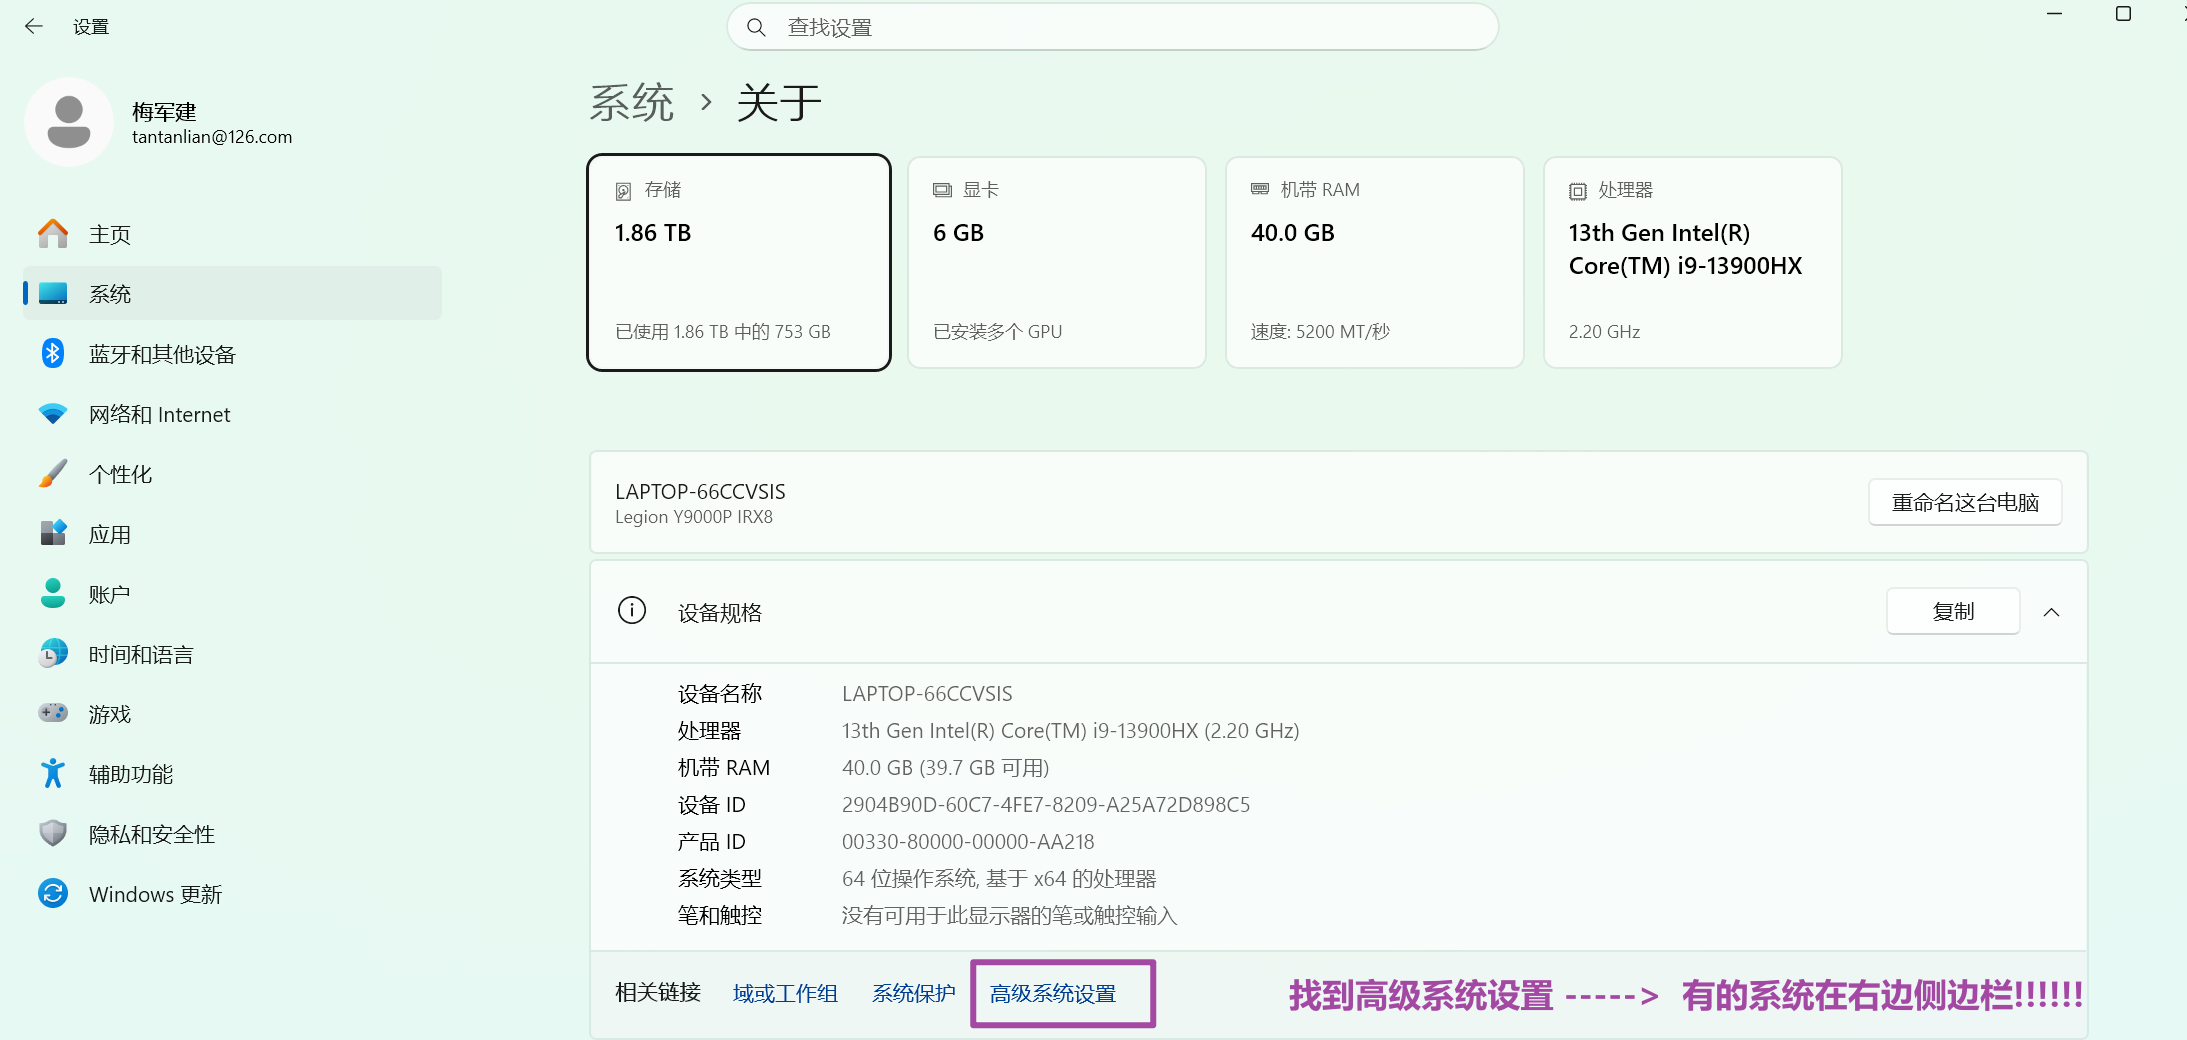 设置
查找设置
梅军建
tantanlian@126.com
主页
系统
蓝牙和其他设备
网络和 Internet
个性化
应用
账户
时间和语言
游戏
辅助功能
隐私和安全性
Windows 更新
系统 › 关于
存储
1.86 TB
已使用 1.86 TB 中的 753 GB
显卡
6 GB
已安装多个 GPU
机带 RAM
40.0 GB
速度: 5200 MT/秒
处理器
13th Gen Intel(R)
Core(TM) i9-13900HX
2.20 GHz
LAPTOP-66CCVSIS
Legion Y9000P IRX8
重命名这台电脑
设备规格
复制
设备名称 LAPTOP-66CCVSIS
处理器 13th Gen Intel(R) Core(TM) i9-13900HX (2.20 GHz)
机带 RAM 40.0 GB (39.7 GB 可用)
设备 ID 2904B90D-60C7-4FE7-8209-A25A72D898C5
产品 ID 00330-80000-00000-AA218
系统类型 64 位操作系统, 基于 x64 的处理器
笔和触控 没有可用于此显示器的笔或触控输入
相关链接 域或工作组 系统保护 高级系统设置
找到高级系统设置 -----> 有的系统在右边侧边栏!!!!!!